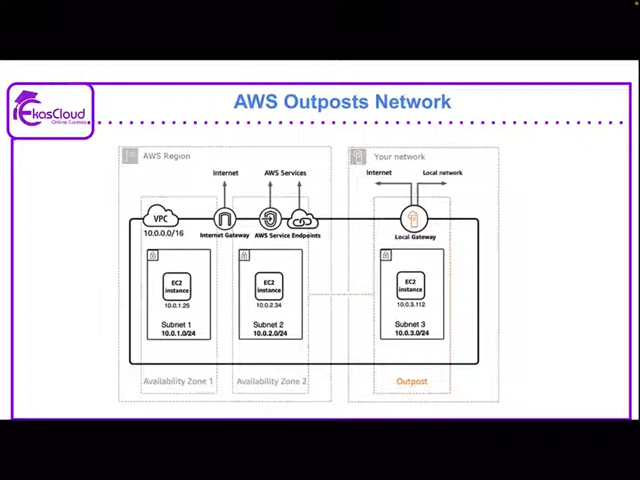 EkasCloud
Online Courses
AWS Outposts Network
AWS Region
Your network
Internet
AWS Services
Internet
Local network
VPC
10.0.0.0/16
Internet Gateway
AWS Service Endpoints
Local Gateway
EC2
instance
10.0.1.25
Subnet 1
10.0.1.0/24
EC2
instance
10.0.2.34
Subnet 2
10.0.2.0/24
EC2
instance
10.0.3.112
Subnet 3
10.0.3.0/24
Availability Zone 1
Availability Zone 2
Outpost